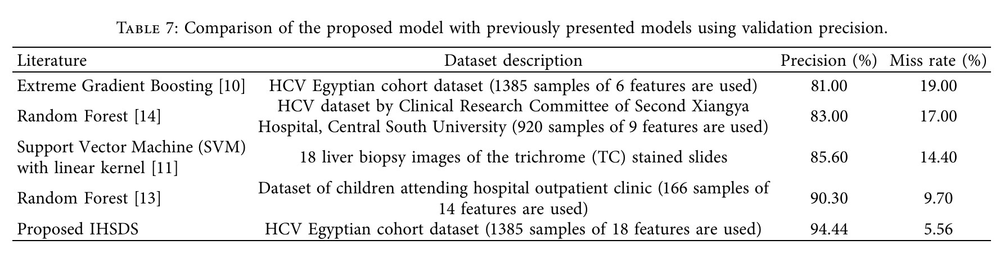 TABLE 7: Comparison of the proposed model with previously presented models using validation precision.
Literature Dataset description Precision (%) Miss rate (%)
Extreme Gradient Boosting [10] HCV Egyptian cohort dataset (1385 samples of 6 features are used) 81.00 19.00
Random Forest [14] HCV dataset by Clinical Research Committee of Second Xiangya
Hospital, Central South University (920 samples of 9 features are used) 83.00 17.00
Support Vector Machine (SVM)
with linear kernel [11] 18 liver biopsy images of the trichrome (TC) stained slides 85.60 14.40
Random Forest [13] Dataset of children attending hospital outpatient clinic (166 samples of
14 features are used) 90.30 9.70
Proposed IHSDS HCV Egyptian cohort dataset (1385 samples of 18 features are used) 94.44 5.56